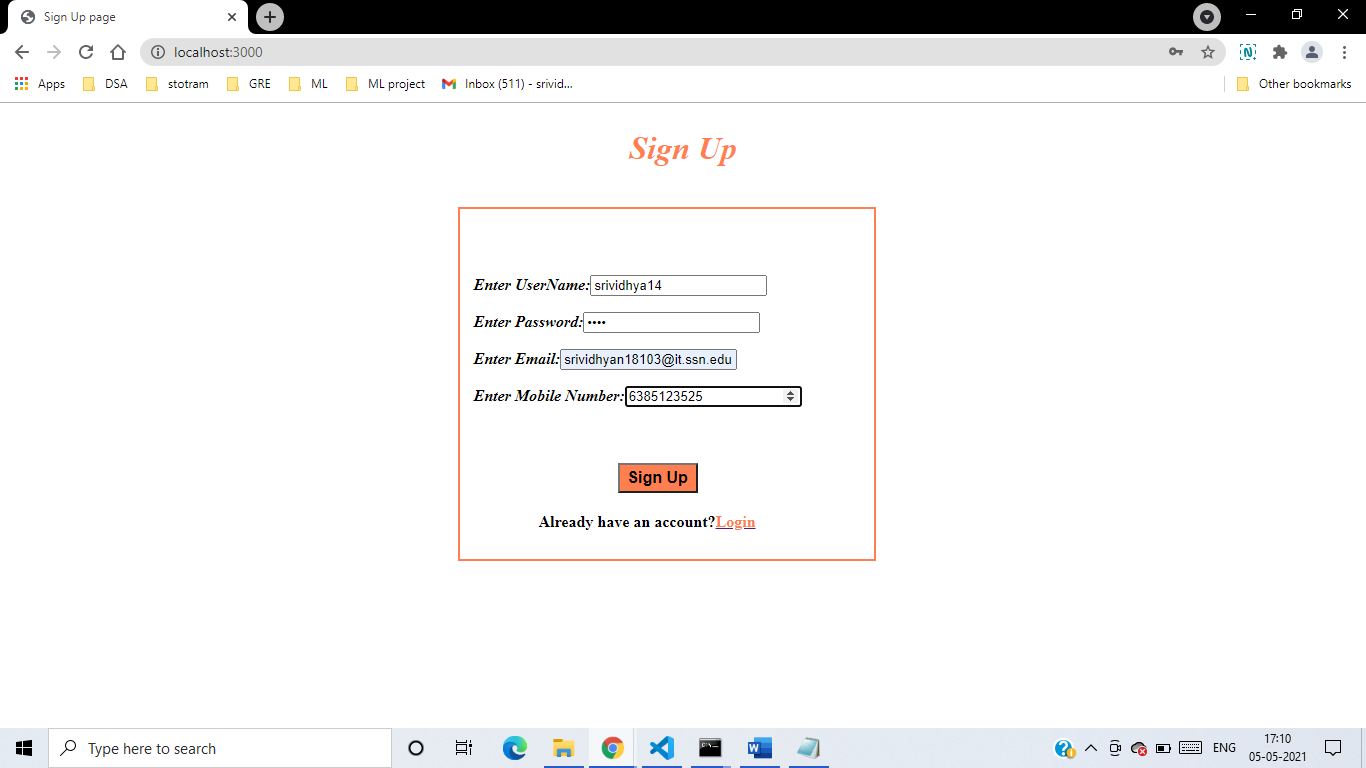 Sign Up page
localhost:3000
Apps DSA stotram GRE ML ML project Inbox (511) - srivid... Other bookmarks
Sign Up
Enter UserName: srividhya14
Enter Password: ••••
Enter Email: srividhyan18103@it.ssn.edu
Enter Mobile Number: 6385123525
Sign Up
Already have an account?Login
Type here to search
ENG
17:10
05-05-2021